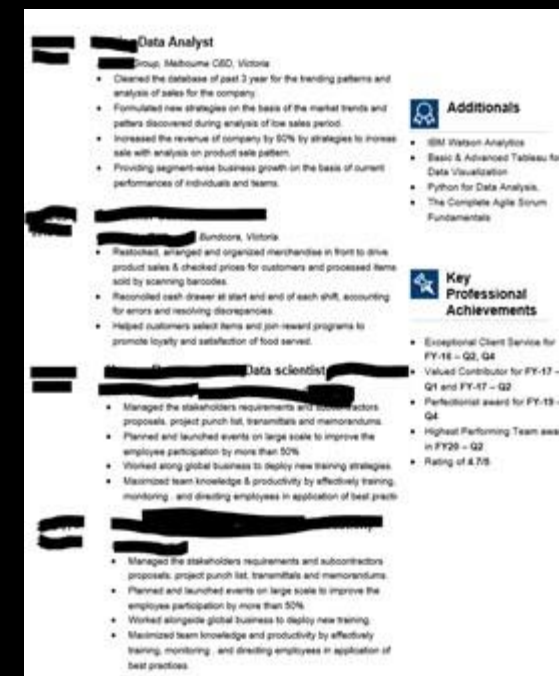 Data Analyst
Group, Melbourne CBD, Victoria
• Cleaned the database of past 3 year for the trending patterns and
analysis of sales for the company.
• Formulated new strategies on the basis of the market trends and
patters discovered during analysis of low sales period.
• Increased the revenue of company by 60% by strategies to increase
sale with analysis on product sale pattern.
• Providing segment-wise business growth on the basis of current
performances of individuals and teams.
Bundoora, Victoria
• Restocked, arranged and organized merchandise in front to drive
product sales & checked prices for customers and processed items
sold by scanning barcodes.
• Reconciled cash drawer at start and end of each shift, accounting
for errors and resolving discrepancies.
• Helped customers select items and join reward programs to
promote loyalty and satisfaction of food served.
Data scientist
• Managed the stakeholders requirements and subcontractors
proposals, project punch list, transmittals and memorandums.
• Planned and launched events on large scale to improve the
employee participation by more than 50%
• Worked along global business to deploy new training strategies
• Maximized team knowledge & productivity by effectively training,
monitoring , and directing employees in application of best practi
• Managed the stakeholders requirements and subcontractors
proposals, project punch list, transmittals and memorandums.
• Planned and launched events on large scale to improve the
employee participation by more than 50%
• Worked alongside global business to deploy new training.
• Maximized team knowledge and productivity by effectively
training, monitoring , and directing employees in application of
best practices
Additionals
• IBM Watson Analytics
• Basic & Advanced Tableau for
Data Visualization
• Python for Data Analysis,
• The Complete Agile Scrum
Fundamentals
Key
Professional
Achievements
• Exceptional Client Service for
FY-16 – Q2, Q4
• Valued Contributor for FY-17 –
Q1 and FY-17 – Q2
• Perfectionist award for FY-19 –
Q4
• Highest Performing Team awa
in FY20 – Q2
• Rating of 4.7/5